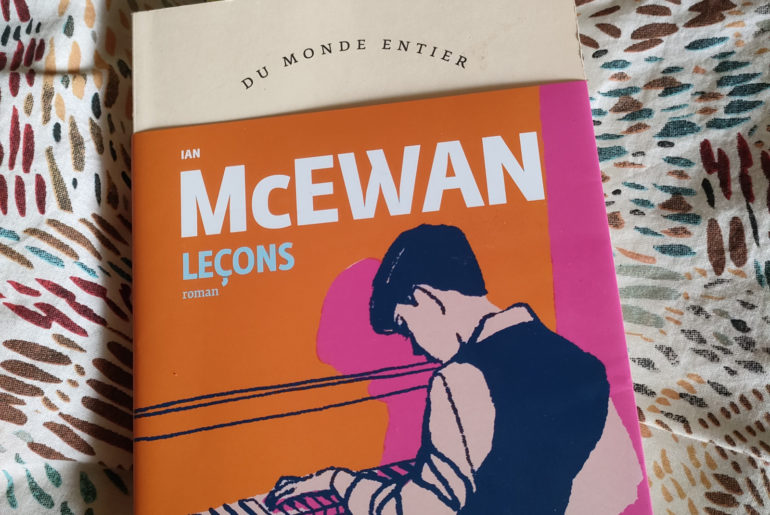 DU MONDE ENTIER
IAN
McEWAN
LEÇONS
roman